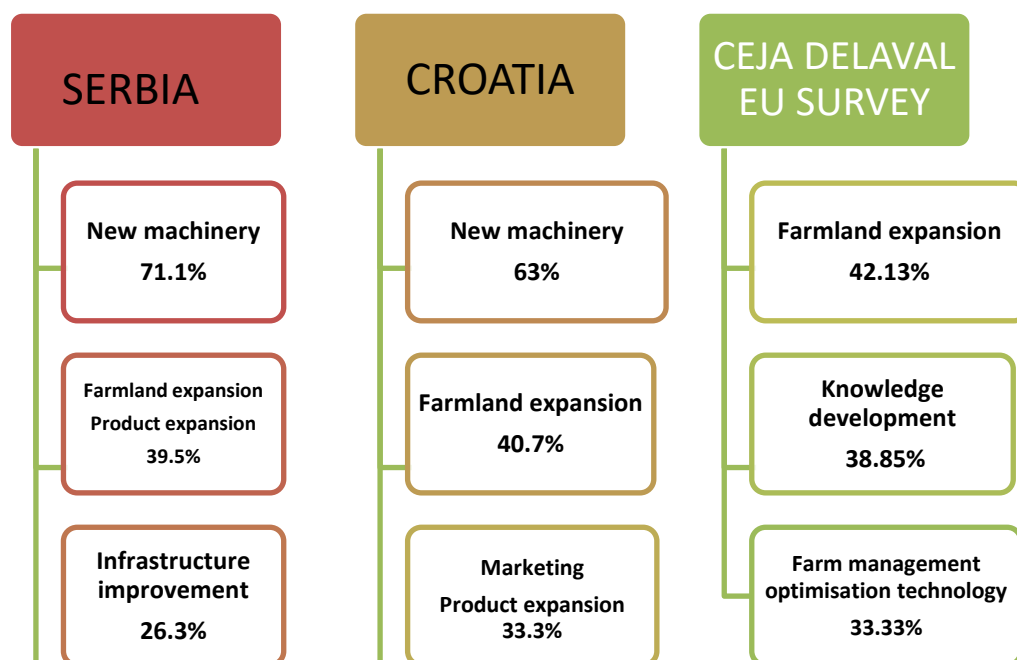 SERBIA
New machinery
71.1%
Farmland expansion
Product expansion
39.5%
Infrastructure
improvement
26.3%
CROATIA
New machinery
63%
Farmland expansion
40.7%
Marketing
Product expansion
33.3%
CEJA DELAVAL
EU SURVEY
Farmland expansion
42.13%
Knowledge
development
38.85%
Farm management
optimisation technology
33.33%